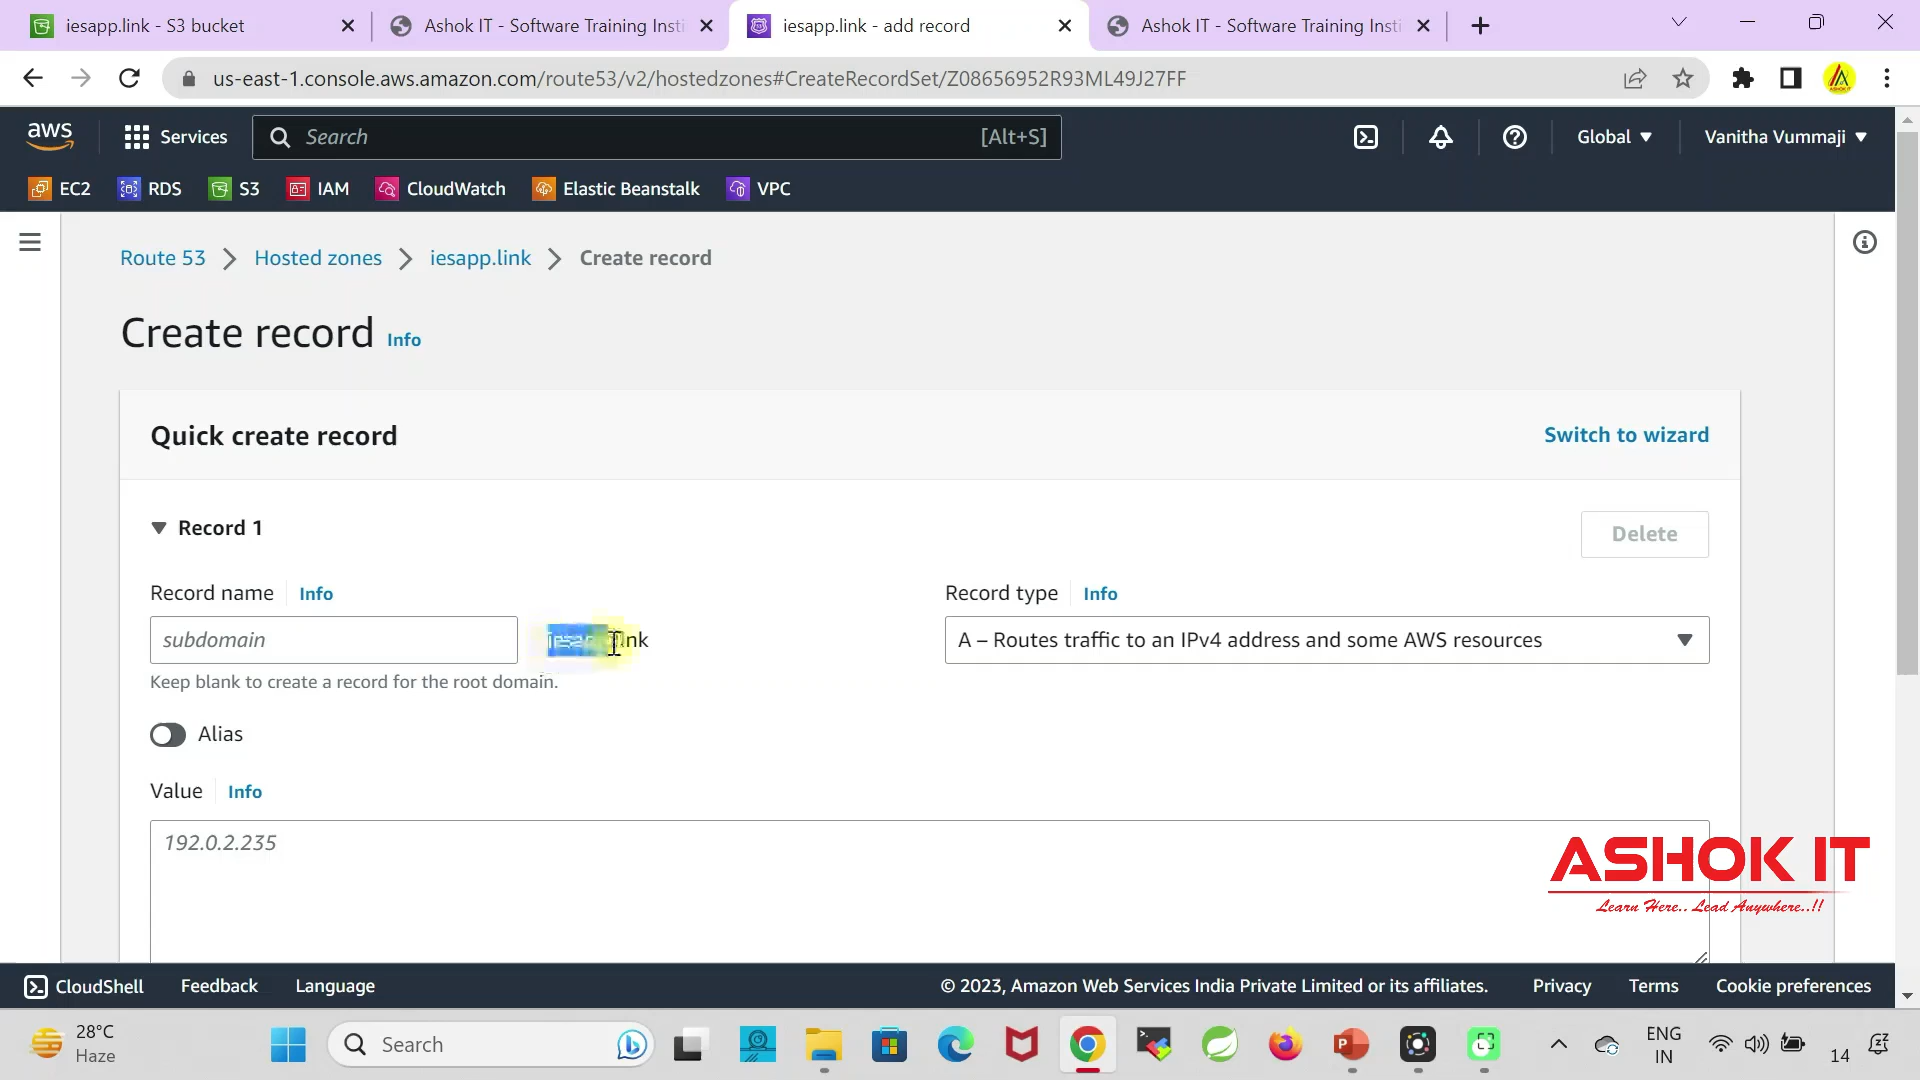 iesapp.link - S3 bucket
Ashok IT - Software Training Insti
iesapp.link - add record
Ashok IT - Software Training Insti
us-east-1.console.aws.amazon.com/route53/v2/hostedzones#CreateRecordSet/Z08656952R93ML49J27FF
ASHOK IT
aws
Services
Search
[Alt+S]
Global
Vanitha Vummaji
EC2
RDS
S3
IAM
CloudWatch
Elastic Beanstalk
VPC
Route 53
Hosted zones
iesapp.link
Create record
Create record
Info
Quick create record
Switch to wizard
Record 1
Delete
Record name
Info
Record type
Info
subdomain
iesapp.link
A – Routes traffic to an IPv4 address and some AWS resources
Keep blank to create a record for the root domain.
Alias
Value
Info
192.0.2.235
ASHOK IT
Learn Here.. Lead Anywhere..!!
CloudShell
Feedback
Language
© 2023, Amazon Web Services India Private Limited or its affiliates.
Privacy
Terms
Cookie preferences
28°C
Haze
Search
ENG
IN
14